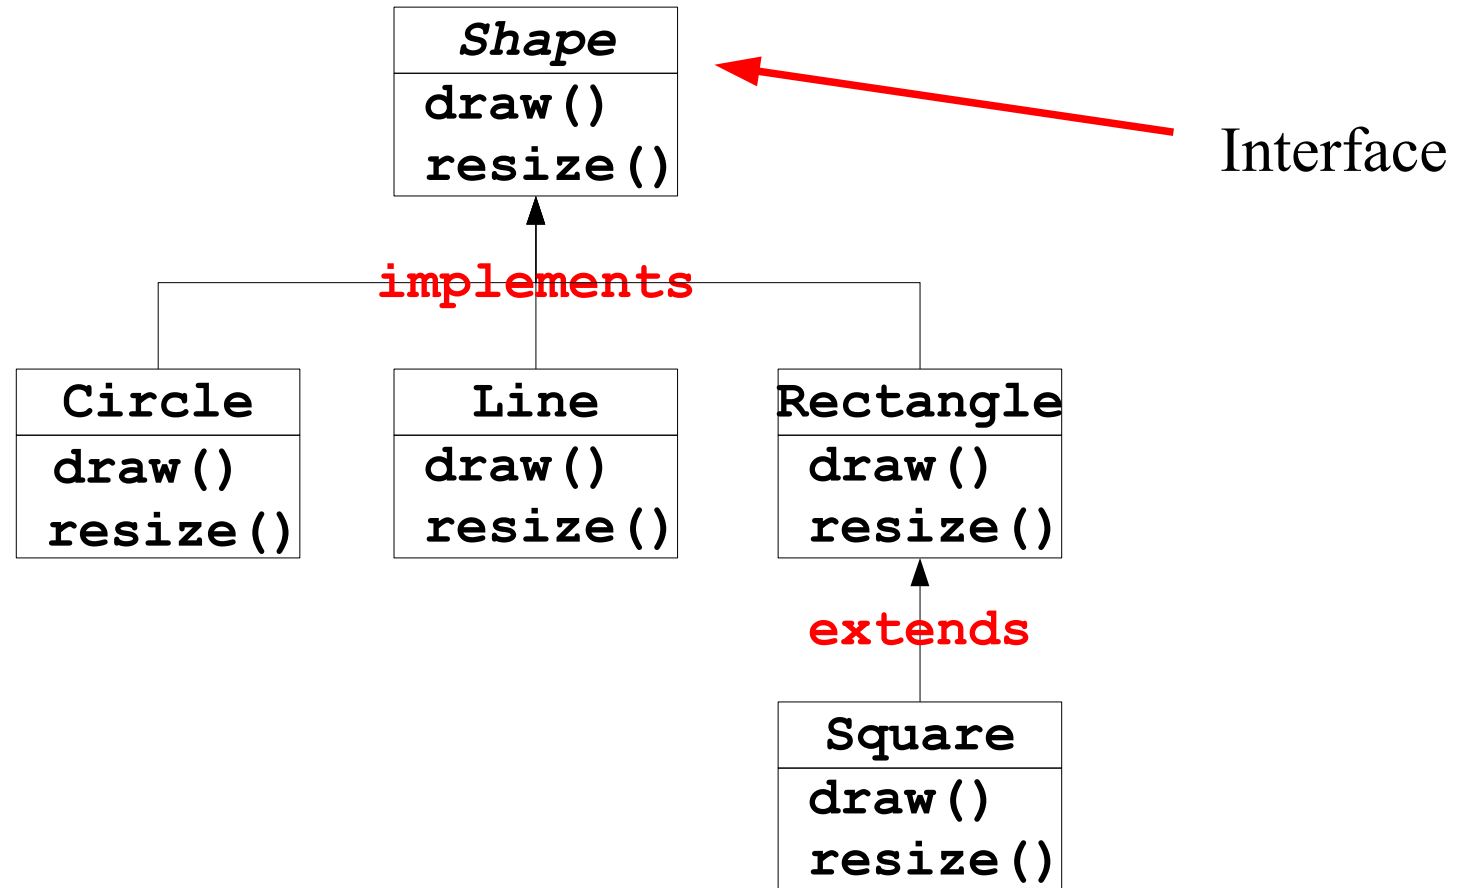 Shape
draw()
resize()
Interface
implements
Circle
draw()
resize()
Line
draw()
resize()
Rectangle
draw()
resize()
extends
Square
draw()
resize()